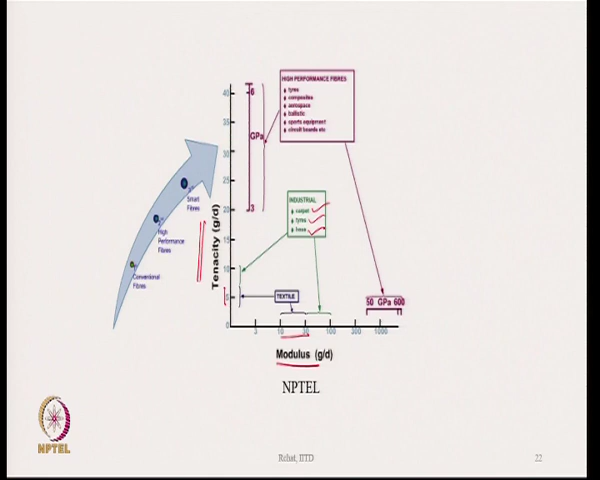 HIGH PERFORMANCE FIBRES
tyres
composites
aerospace
ballistic
sports equipment
circuit boards etc
40
35
30
25
20
15
10
5
0
6
GPa
3
Smart
Fibres
High
Performance
Fibres
Conventional
Fibres
Tenacity (g/d)
INDUSTRIAL
carpet
tyres
hose
TEXTILE
50 GPa 600
3 10 30 100 300 1000
Modulus (g/d)
NPTEL
NPTEL
Rehat, IITD
22